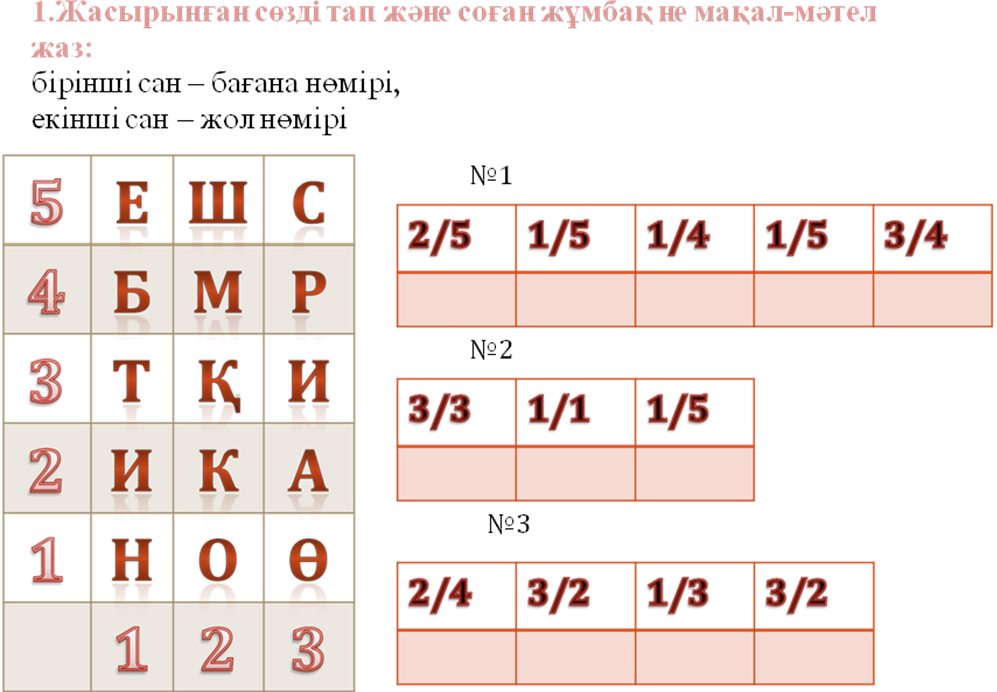 1.Жасырынған сөзді тап және соған жұмбақ не мақал-мәтел
жаз:
бірінші сан – бағана нөмірі,
екінші сан – жол нөмірі
5 Е Ш С
4 Б М Р
3 Т Қ И
2 И К А
1 Н О Ө
1 2 3
№1
2/5 1/5 1/4 1/5 3/4
№2
3/3 1/1 1/5
№3
2/4 3/2 1/3 3/2